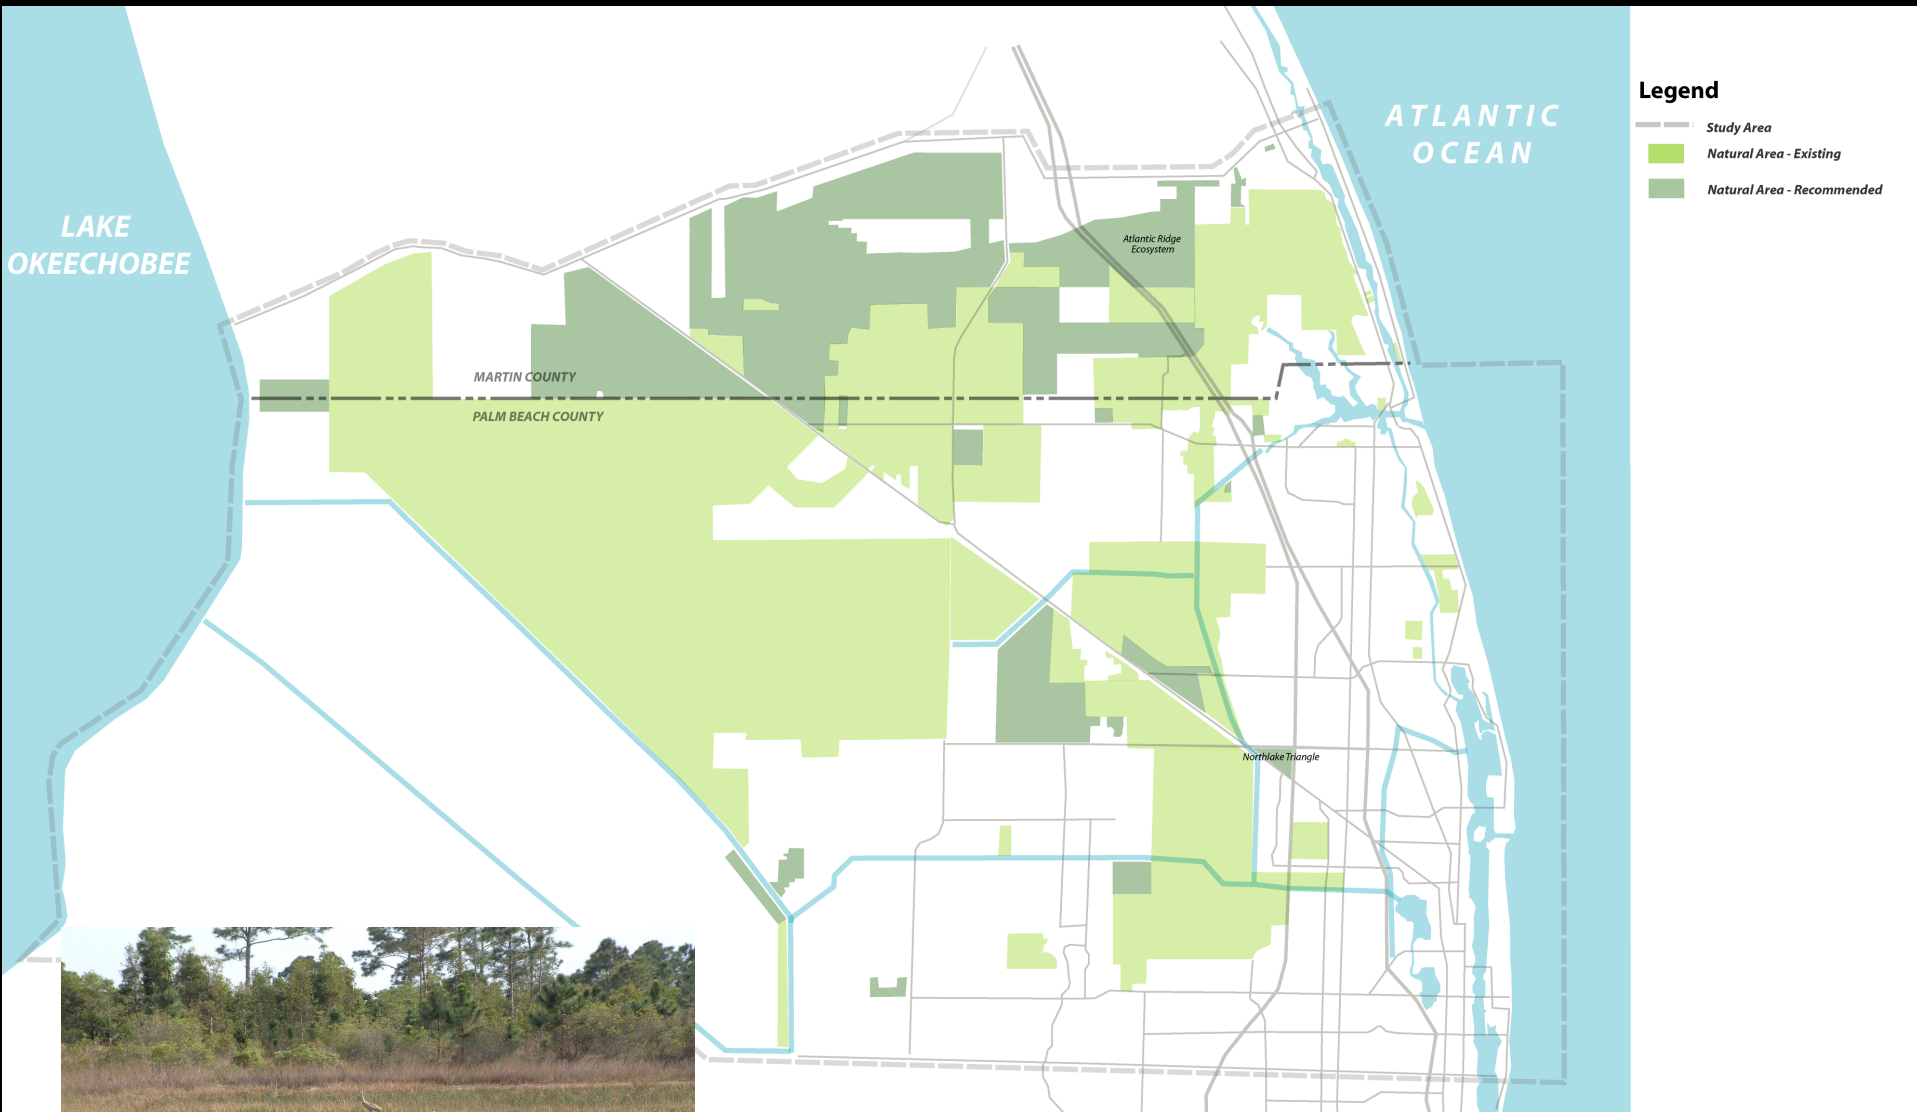 LAKE
OKEECHOBEE
ATLANTIC
OCEAN
Legend
Study Area
Natural Area - Existing
Natural Area - Recommended
Atlantic Ridge
Ecosystem
MARTIN COUNTY
PALM BEACH COUNTY
Northlake Triangle